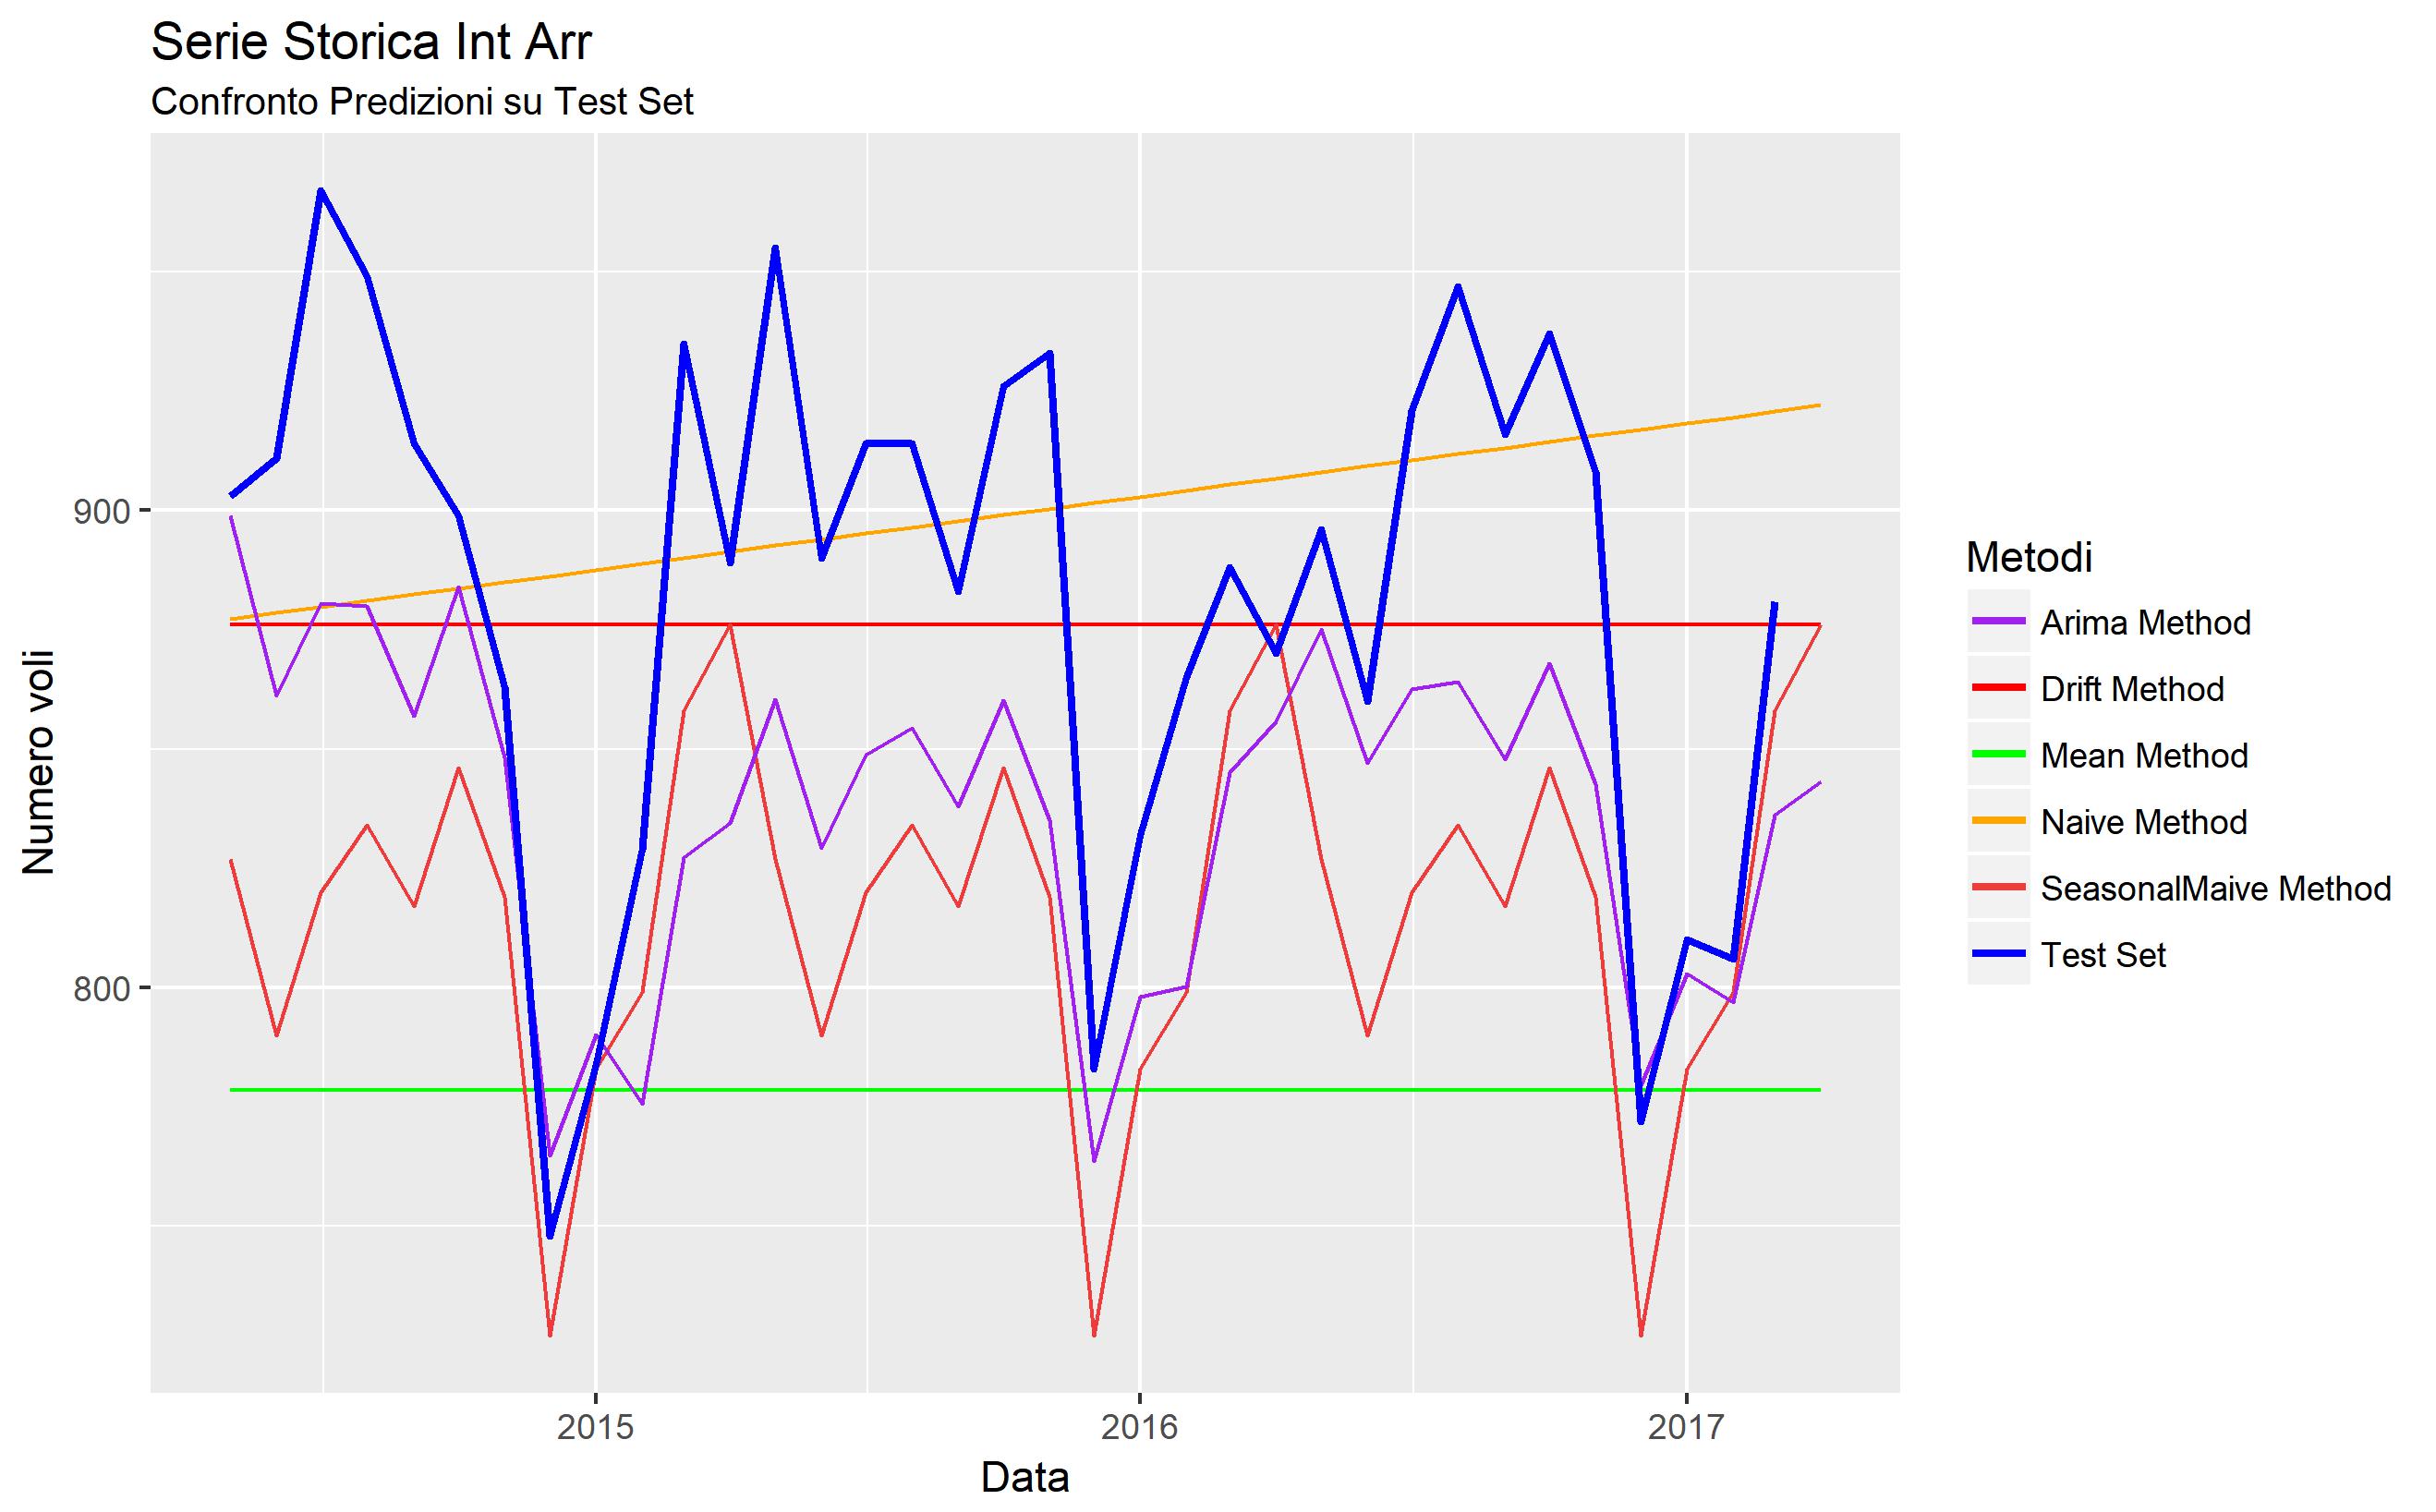 Serie Storica Int Arr
Confronto Predizioni su Test Set
Numero voli
900
800
2015
2016
2017
Data
Metodi
Arima Method
Drift Method
Mean Method
Naive Method
SeasonalMaive Method
Test Set